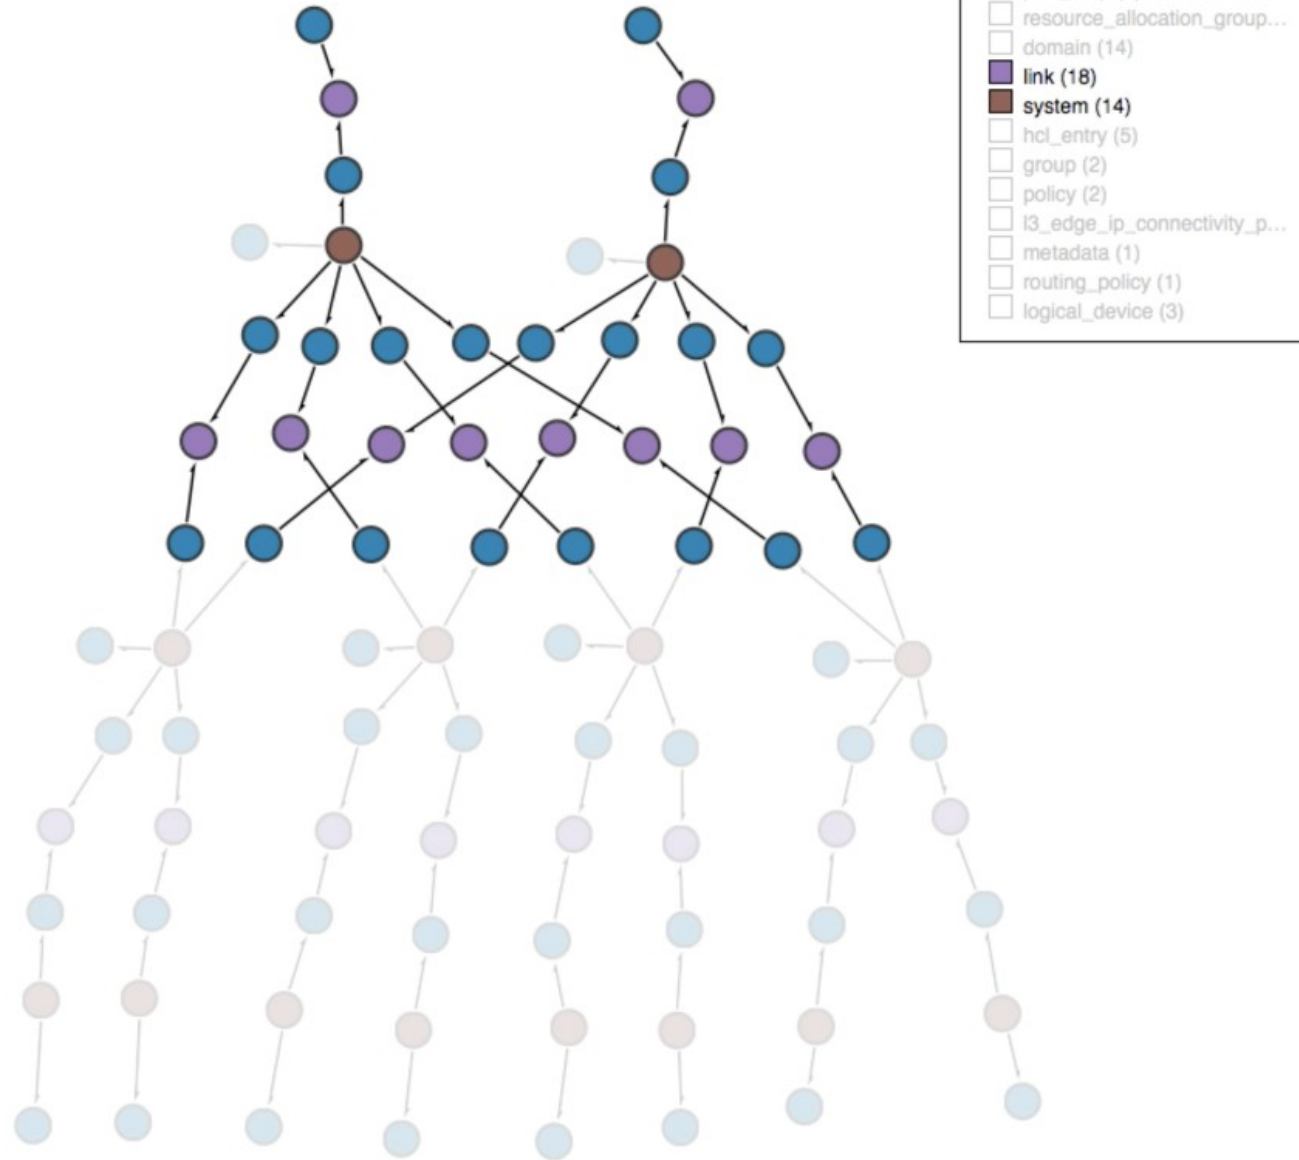 resource_allocation_group...
domain (14)
link (18)
system (14)
hcl_entry (5)
group (2)
policy (2)
l3_edge_ip_connectivity_p...
metadata (1)
routing_policy (1)
logical_device (3)